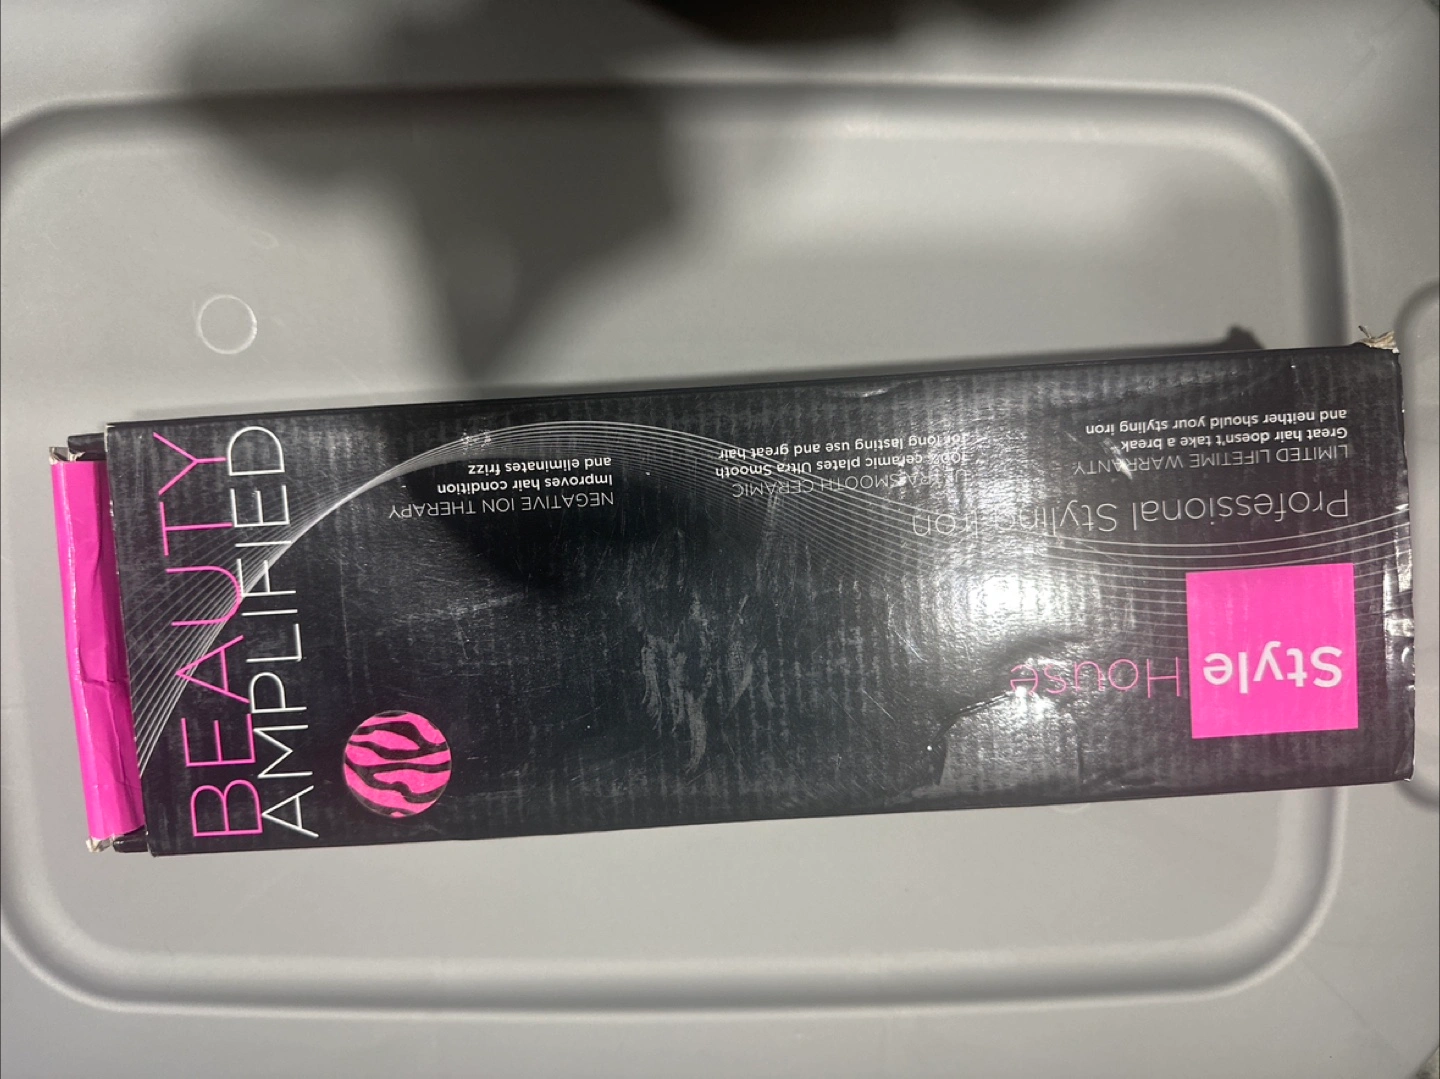 Style House
Professional Styling Iron
LIMITED LIFETIME WARRANTY
Great hair doesn't take a break
and neither should your styling iron
ULTRA SMOOTH CERAMIC
100% ceramic plates Ultra Smooth
for long lasting use and great hair
NEGATIVE ION THERAPY
Improves hair condition
and eliminates frizz
BEAUTY
AMPLIFIED